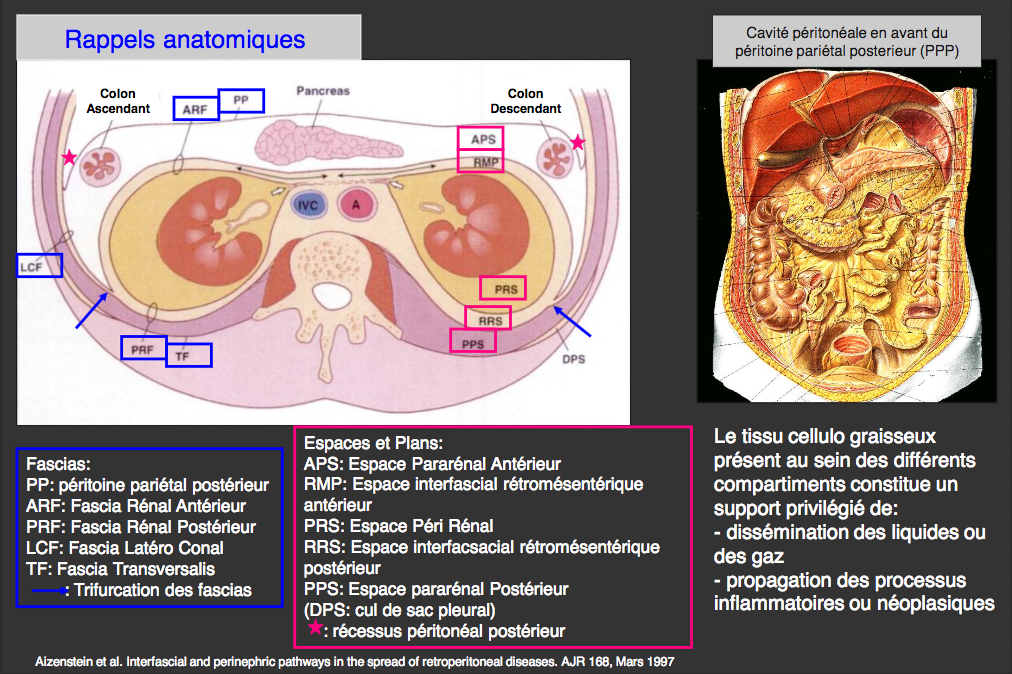 Rappels anatomiques
Cavité péritonéale en avant du
péritoine pariétal posterieur (PPP)
Colon
Ascendant
ARF
PP
Pancreas
Colon
Descendant
APS
RMP
IVC
A
LCF
PRS
RRS
PPS
PRF
TF
DPS
Fascias:
PP: péritoine pariétal postérieur
ARF: Fascia Rénal Antérieur
PRF: Fascia Rénal Postérieur
LCF: Fascia Latéro Conal
TF: Fascia Transversalis
: Trifurcation des fascias
Espaces et Plans:
APS: Espace Pararénal Antérieur
RMP: Espace interfascial rétromésentérique
antérieur
PRS: Espace Péri Rénal
RRS: Espace interfacsacial rétromésentérique
postérieur
PPS: Espace pararénal Postérieur
(DPS: cul de sac pleural)
★: récessus péritonéal postérieur
Le tissu cellulo graisseux
présent au sein des différents
compartiments constitue un
support privilégié de:
- dissémination des liquides ou
des gaz
- propagation des processus
inflammatoires ou néoplasiques
Aizenstein et al. Interfascial and perinephric pathways in the spread of retroperitoneal diseases. AJR 168, Mars 1997